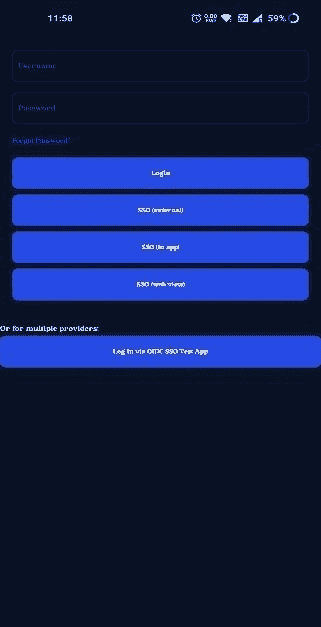 11:58
59%
Username
Password
Forgot Password?
Login
SSO (external)
SSO (in app)
SSO (web view)
Or for multiple providers:
Log in via OIDC SSO Test App